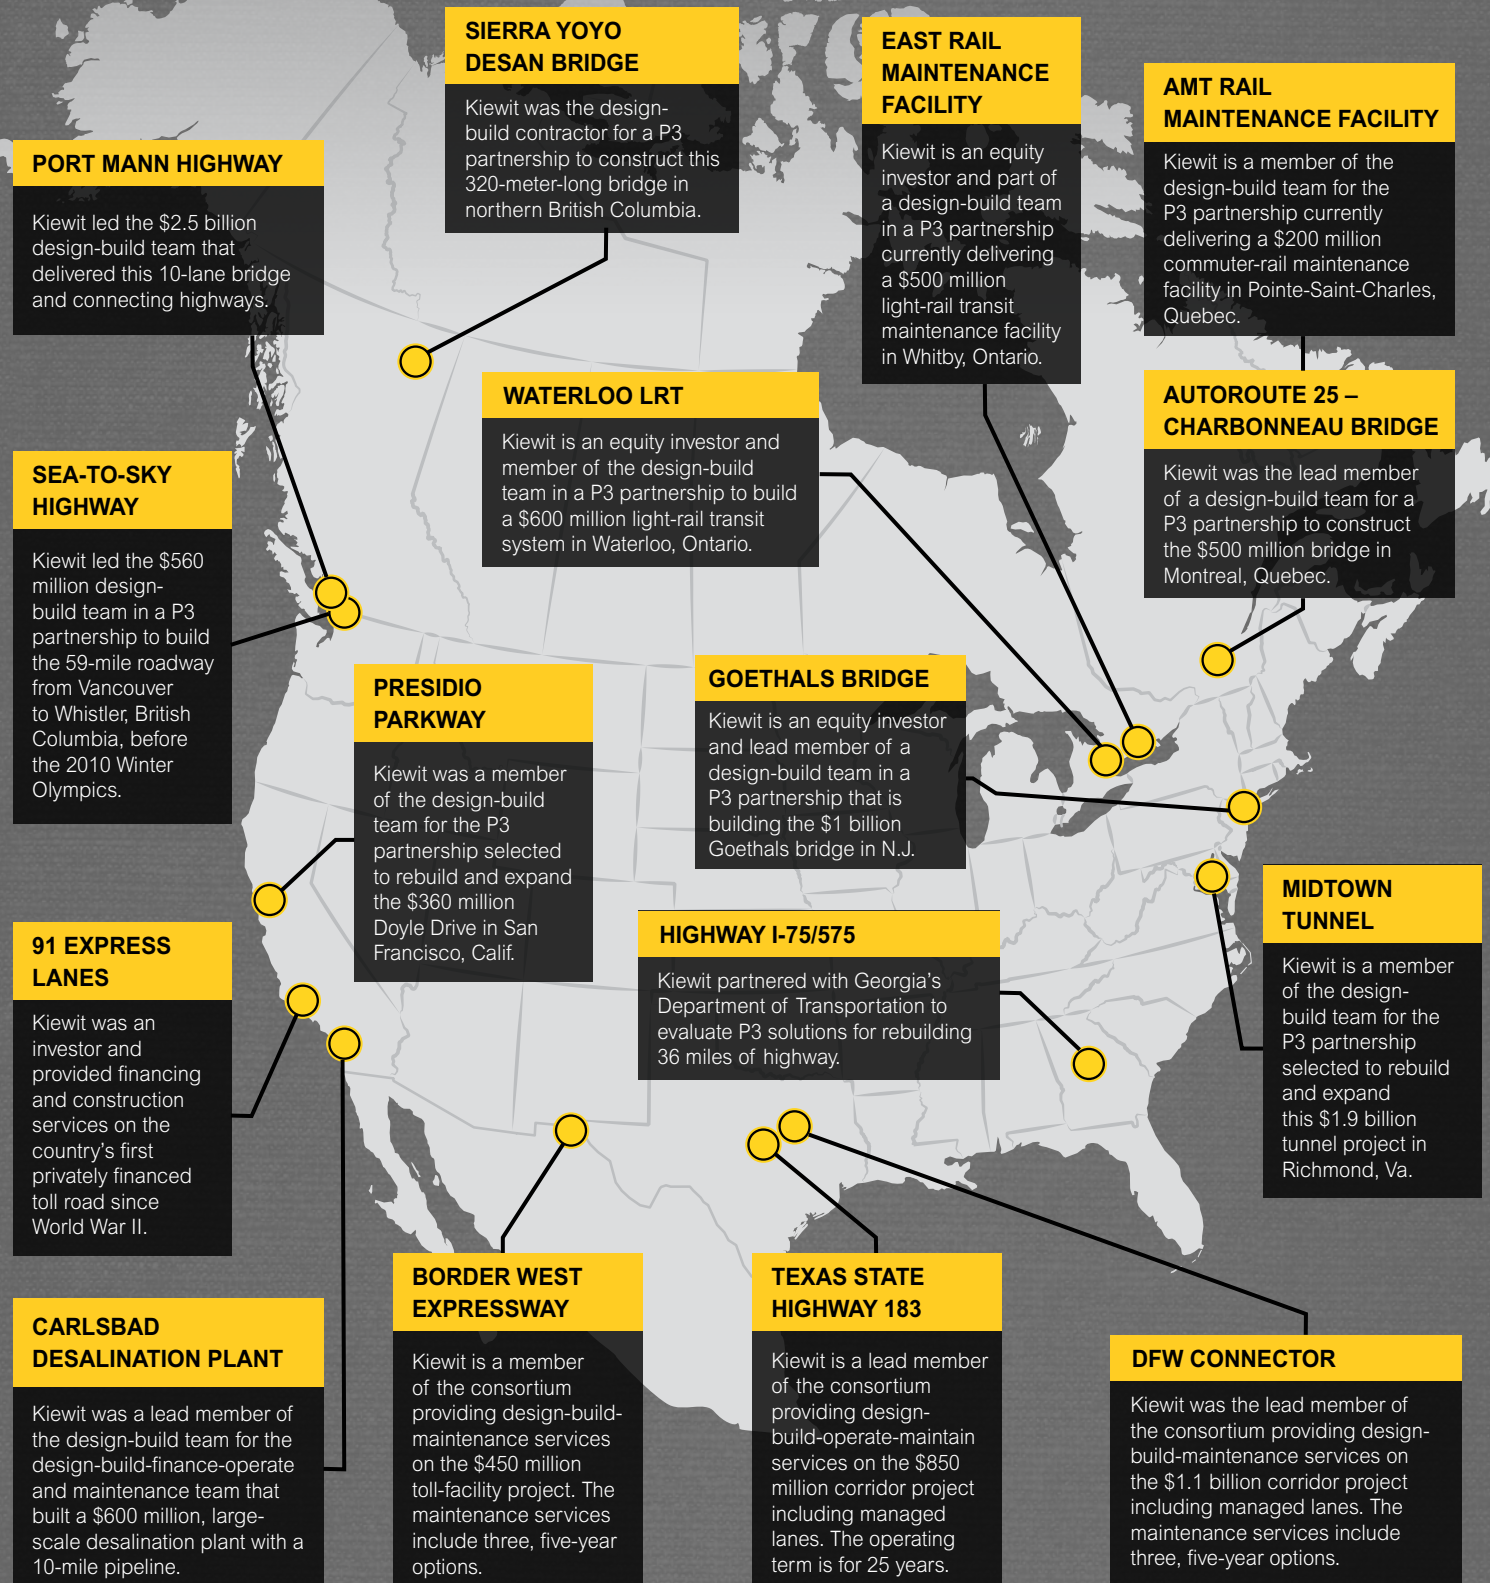 SIERRA YOYO
DESAN BRIDGE
Kiewit was the design-
build contractor for a P3
partnership to construct this
320-meter-long bridge in
northern British Columbia.
EAST RAIL
MAINTENANCE
FACILITY
Kiewit is an equity
investor and part of
a design-build team
in a P3 partnership
currently delivering
a $500 million
light-rail transit
maintenance facility
in Whitby, Ontario.
AMT RAIL
MAINTENANCE FACILITY
Kiewit is a member of the
design-build team for the
P3 partnership currently
delivering a $200 million
commuter-rail maintenance
facility in Pointe-Saint-Charles,
Quebec.
PORT MANN HIGHWAY
Kiewit led the $2.5 billion
design-build team that
delivered this 10-lane bridge
and connecting highways.
WATERLOO LRT
Kiewit is an equity investor and
member of the design-build
team in a P3 partnership to build
a $600 million light-rail transit
system in Waterloo, Ontario.
AUTOROUTE 25 –
CHARBONNEAU BRIDGE
Kiewit was the lead member
of a design-build team for a
P3 partnership to construct
the $500 million bridge in
Montreal, Quebec.
SEA-TO-SKY
HIGHWAY
Kiewit led the $560
million design-
build team in a P3
partnership to build
the 59-mile roadway
from Vancouver
to Whistler, British
Columbia, before
the 2010 Winter
Olympics.
PRESIDIO
PARKWAY
Kiewit was a member
of the design-build
team for the P3
partnership selected
to rebuild and expand
the $360 million
Doyle Drive in San
Francisco, Calif.
GOETHALS BRIDGE
Kiewit is an equity investor
and lead member of a
design-build team in a
P3 partnership that is
building the $1 billion
Goethals bridge in N.J.
MIDTOWN
TUNNEL
Kiewit is a member
of the design-
build team for the
P3 partnership
selected to rebuild
and expand
this $1.9 billion
tunnel project in
Richmond, Va.
HIGHWAY I-75/575
Kiewit partnered with Georgia’s
Department of Transportation to
evaluate P3 solutions for rebuilding
36 miles of highway.
91 EXPRESS
LANES
Kiewit was an
investor and
provided financing
and construction
services on the
country’s first
privately financed
toll road since
World War II.
CARLSBAD
DESALINATION PLANT
Kiewit was a lead member of
the design-build team for the
design-build-finance-operate
and maintenance team that
built a $600 million, large-
scale desalination plant with a
10-mile pipeline.
BORDER WEST
EXPRESSWAY
Kiewit is a member
of the consortium
providing design-build-
maintenance services
on the $450 million
toll-facility project. The
maintenance services
include three, five-year
options.
TEXAS STATE
HIGHWAY 183
Kiewit is a lead member
of the consortium
providing design-
build-operate-maintain
services on the $850
million corridor project
including managed
lanes. The operating
term is for 25 years.
DFW CONNECTOR
Kiewit was the lead member of
the consortium providing design-
build-maintenance services on
the $1.1 billion corridor project
including managed lanes. The
maintenance services include
three, five-year options.